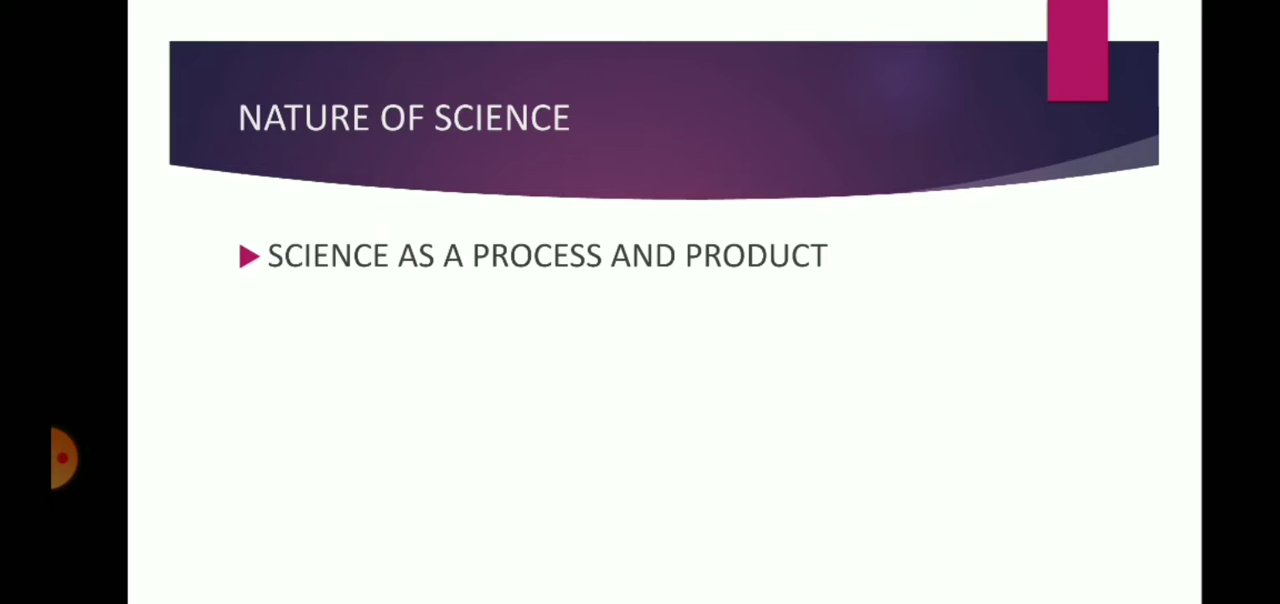 NATURE OF SCIENCE
SCIENCE AS A PROCESS AND PRODUCT